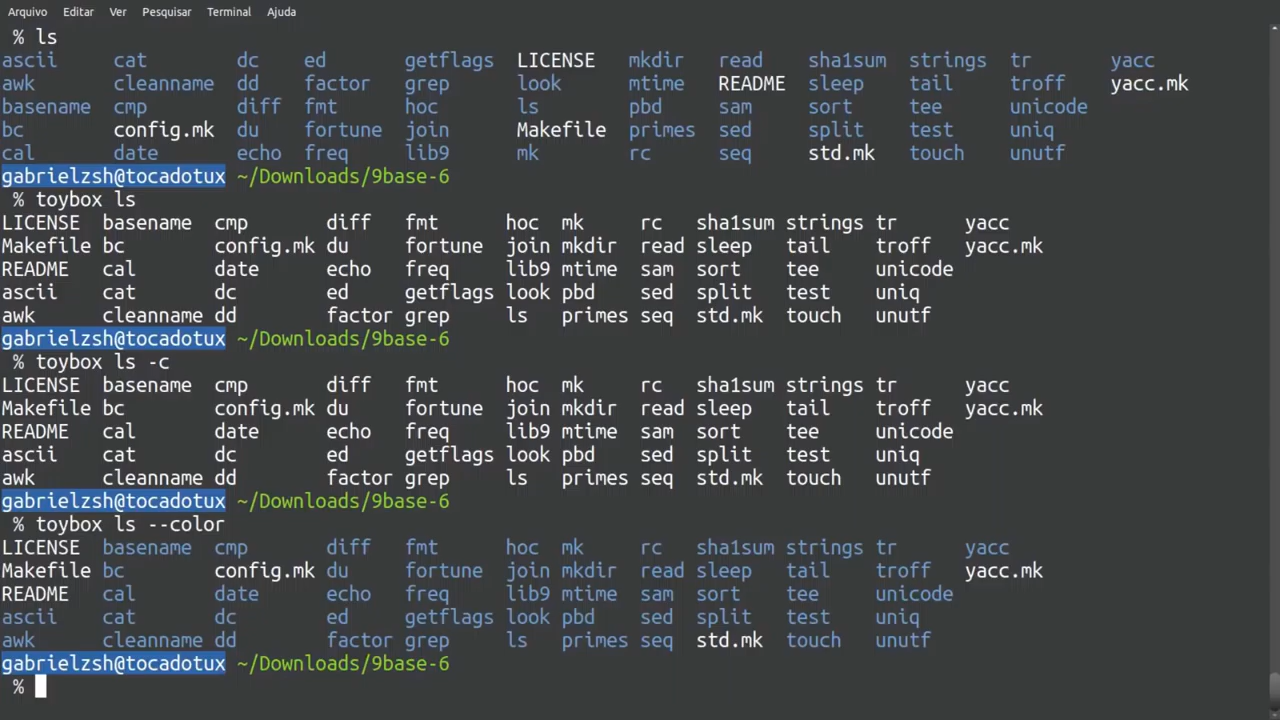 Arquivo Editar Ver Pesquisar Terminal Ajuda
% ls
ascii cat dc ed getflags LICENSE mkdir read sha1sum strings tr yacc
awk cleanname dd factor grep look mtime README sleep tail troff yacc.mk
basename cmp diff fmt hoc ls pbd sam sort tee unicode
bc config.mk du fortune join Makefile primes sed split test uniq
cal date echo freq lib9 mk rc seq std.mk touch unutf
gabrielzsh@tocadotux ~/Downloads/9base-6
% toybox ls
LICENSE basename cmp diff fmt hoc mk rc sha1sum strings tr yacc
Makefile bc config.mk du fortune join mkdir read sleep tail troff yacc.mk
README cal date echo freq lib9 mtime sam sort tee unicode
ascii cat dc ed getflags look pbd sed split test uniq
awk cleanname dd factor grep ls primes seq std.mk touch unutf
gabrielzsh@tocadotux ~/Downloads/9base-6
% toybox ls -c
LICENSE basename cmp diff fmt hoc mk rc sha1sum strings tr yacc
Makefile bc config.mk du fortune join mkdir read sleep tail troff yacc.mk
README cal date echo freq lib9 mtime sam sort tee unicode
ascii cat dc ed getflags look pbd sed split test uniq
awk cleanname dd factor grep ls primes seq std.mk touch unutf
gabrielzsh@tocadotux ~/Downloads/9base-6
% toybox ls --color
LICENSE basename cmp diff fmt hoc mk rc sha1sum strings tr yacc
Makefile bc config.mk du fortune join mkdir read sleep tail troff yacc.mk
README cal date echo freq lib9 mtime sam sort tee unicode
ascii cat dc ed getflags look pbd sed split test uniq
awk cleanname dd factor grep ls primes seq std.mk touch unutf
gabrielzsh@tocadotux ~/Downloads/9base-6
%